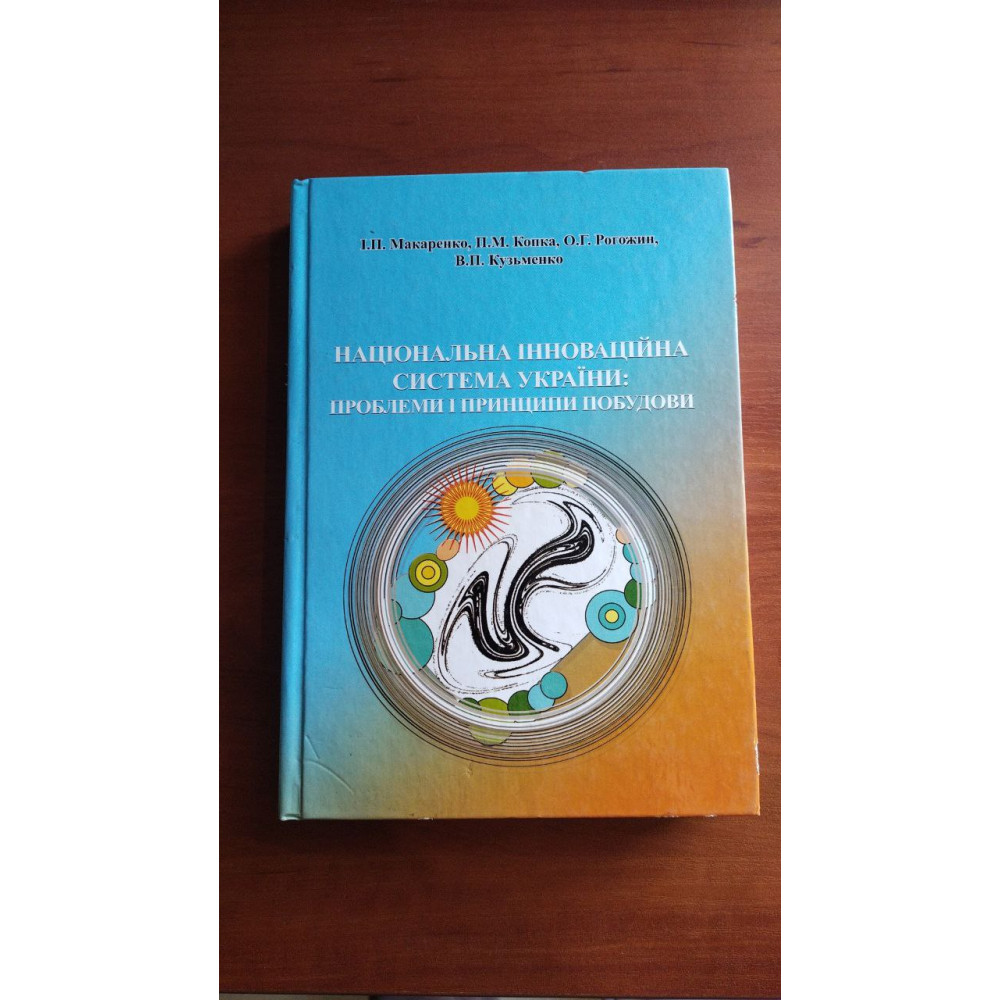 І.П. Макаренко, П.М. Копка, О.Г. Рогожин,
В.П. Кузьменко
НАЦІОНАЛЬНА ІННОВАЦІЙНА
СИСТЕМА УКРАЇНИ:
ПРОБЛЕМИ І ПРИНЦИПИ ПОБУДОВИ